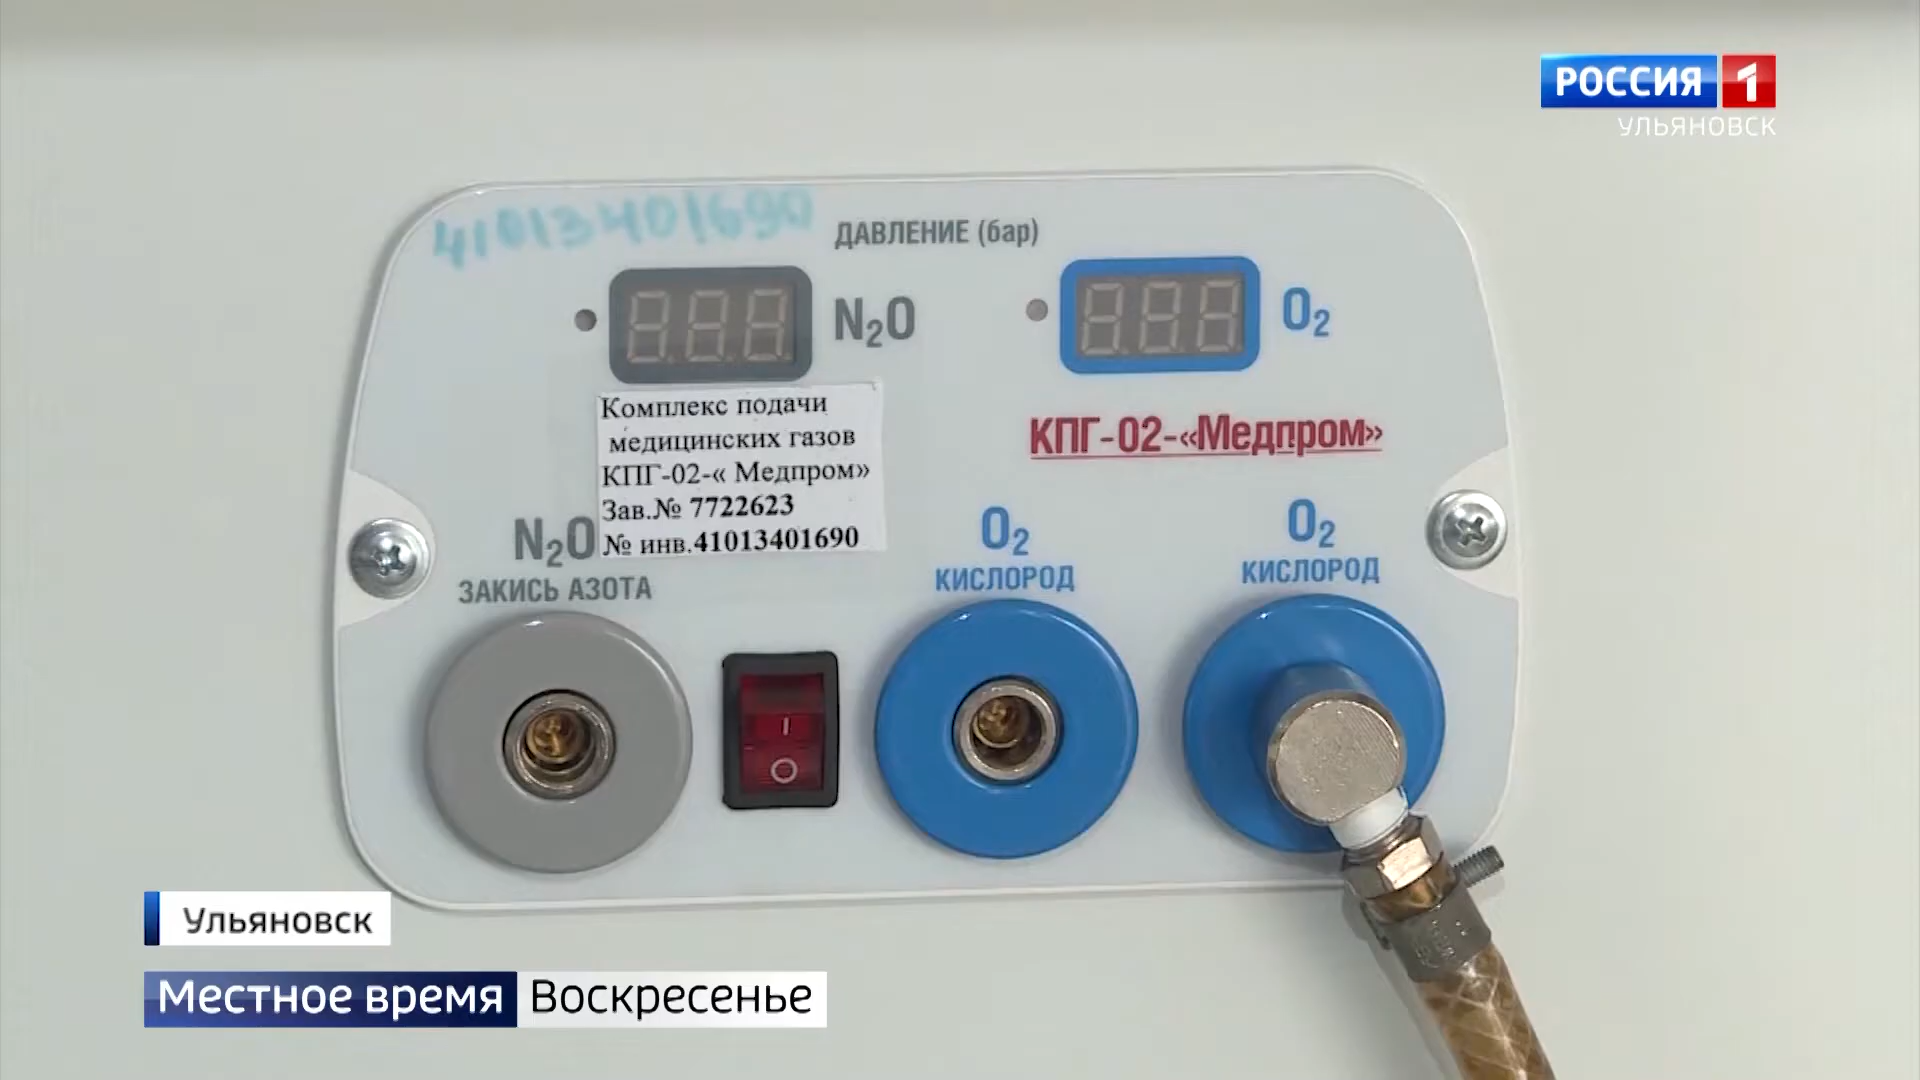 РОССИЯ 1
УЛЬЯНОВСК
41013401690
ДАВЛЕНИЕ (бар)
N₂O
O₂
Комплекс подачи
медицинских газов
КПГ-02-« Медпром»
Зав.№ 7722623
№ инв.41013401690
КПГ-02-«Медпром»
N₂O
ЗАКИСЬ АЗОТА
O₂
КИСЛОРОД
O₂
КИСЛОРОД
I
O
Ульяновск
Местное время Воскресенье